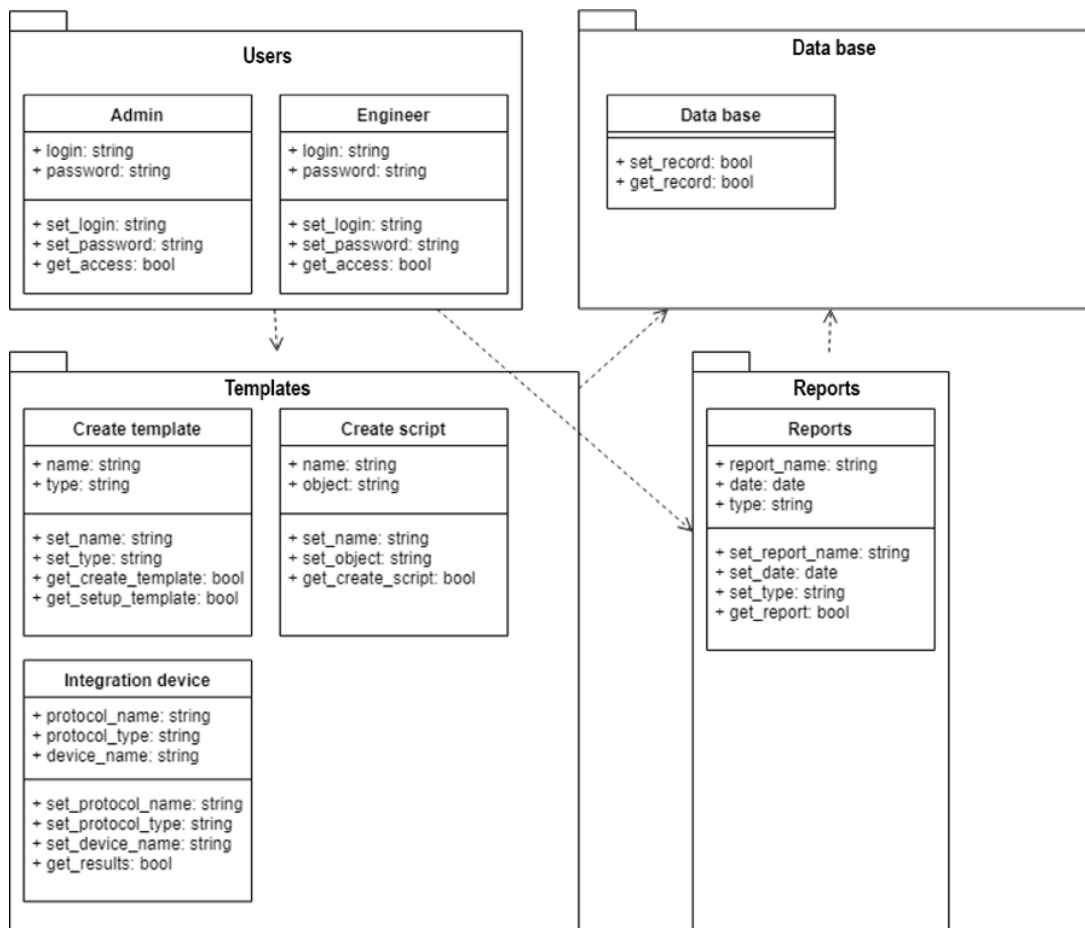 Users
Admin
+ login: string
+ password: string
+ set_login: string
+ set_password: string
+ get_access: bool
Engineer
+ login: string
+ password: string
+ set_login: string
+ set_password: string
+ get_access: bool
Data base
Data base
+ set_record: bool
+ get_record: bool
Templates
Create template
+ name: string
+ type: string
+ set_name: string
+ set_type: string
+ get_create_template: bool
+ get_setup_template: bool
Create script
+ name: string
+ object: string
+ set_name: string
+ set_object: string
+ get_create_script: bool
Integration device
+ protocol_name: string
+ protocol_type: string
+ device_name: string
+ set_protocol_name: string
+ set_protocol_type: string
+ set_device_name: string
+ get_results: bool
Reports
Reports
+ report_name: string
+ date: date
+ type: string
+ set_report_name: string
+ set_date: date
+ set_type: string
+ get_report: bool